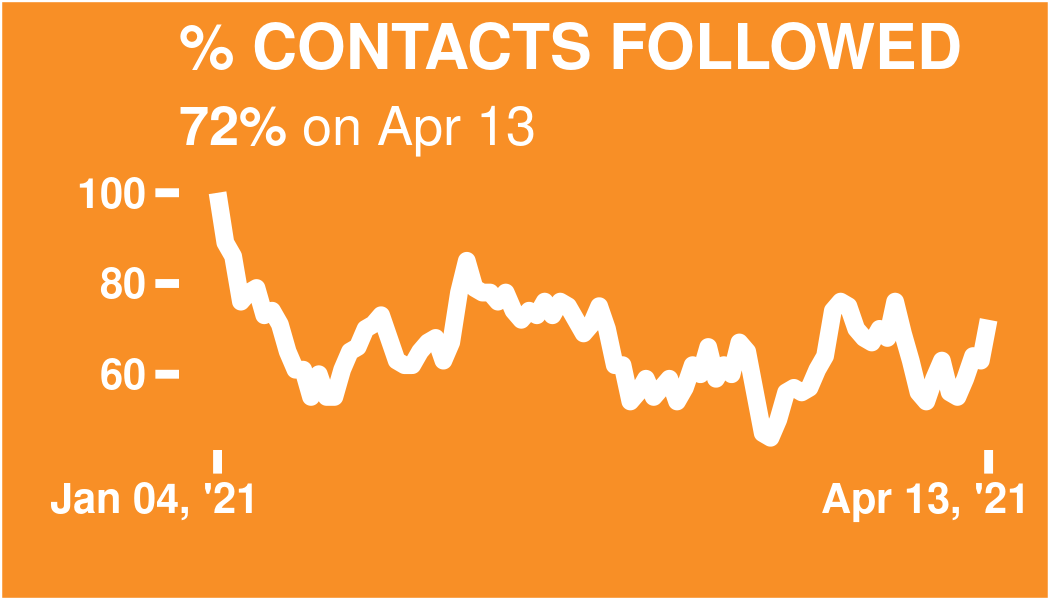 % CONTACTS FOLLOWED
72% on Apr 13
100
80
60
Jan 04, '21
Apr 13, '21